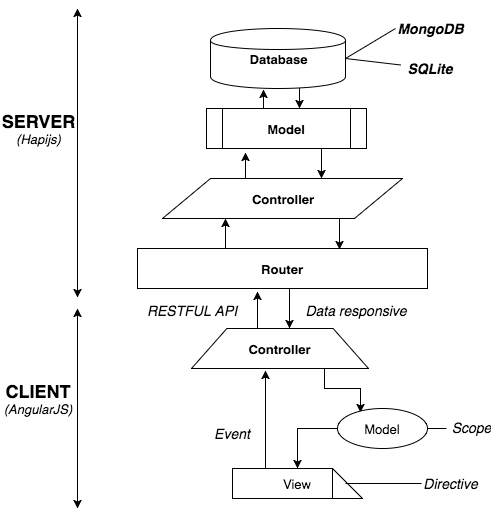 MongoDB
Database
SQLite
SERVER
(Hapijs)
Model
Controller
Router
RESTFUL API
Data responsive
Controller
CLIENT
(AngularJS)
Model
Scope
Event
View
Directive